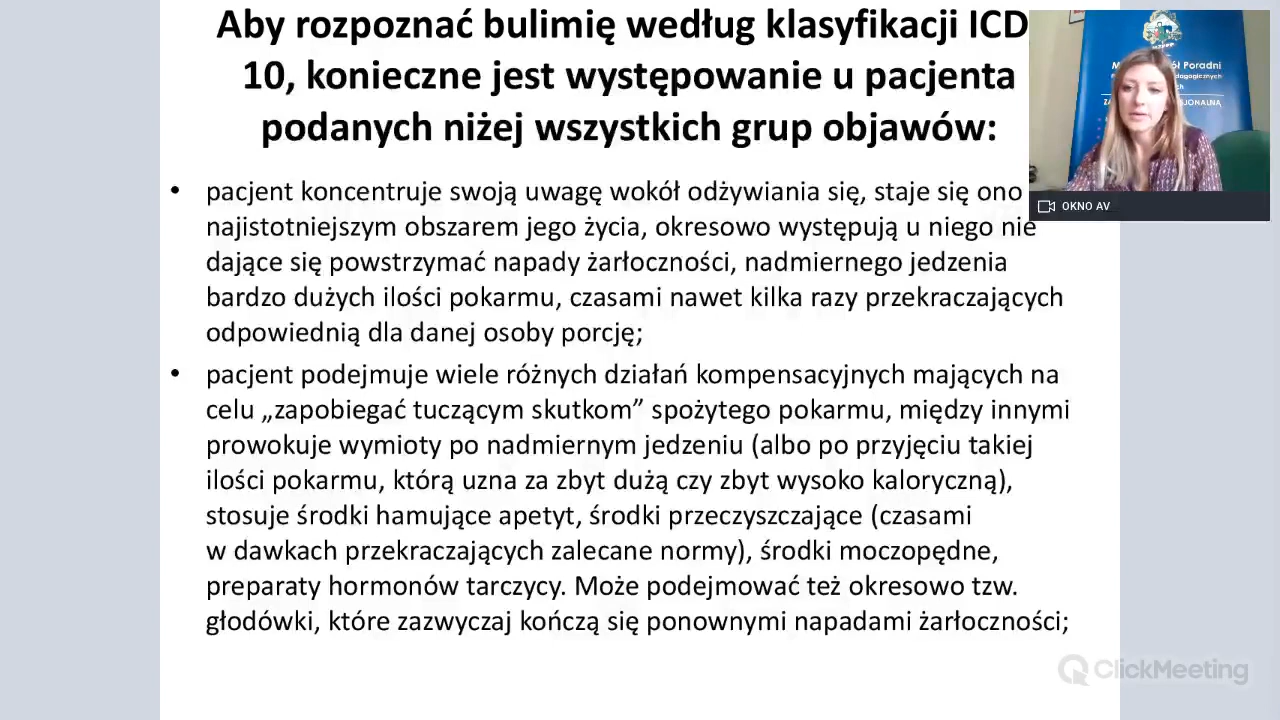 Aby rozpoznać bulimię według klasyfikacji ICD
10, konieczne jest występowanie u pacjenta
podanych niżej wszystkich grup objawów:
• pacjent koncentruje swoją uwagę wokół odżywiania się, staje się ono
najistotniejszym obszarem jego życia, okresowo występują u niego nie
dające się powstrzymać napady żarłoczności, nadmiernego jedzenia
bardzo dużych ilości pokarmu, czasami nawet kilka razy przekraczających
odpowiednią dla danej osoby porcję;
• pacjent podejmuje wiele różnych działań kompensacyjnych mających na
celu „zapobiegać tuczącym skutkom” spożytego pokarmu, między innymi
prowokuje wymioty po nadmiernym jedzeniu (albo po przyjęciu takiej
ilości pokarmu, którą uzna za zbyt dużą czy zbyt wysoko kaloryczną),
stosuje środki hamujące apetyt, środki przeczyszczające (czasami
w dawkach przekraczających zalecane normy), środki moczopędne,
preparaty hormonów tarczycy. Może podejmować też okresowo tzw.
głodówki, które zazwyczaj kończą się ponownymi napadami żarłoczności;
Poradni
OKNO AV
ClickMeeting